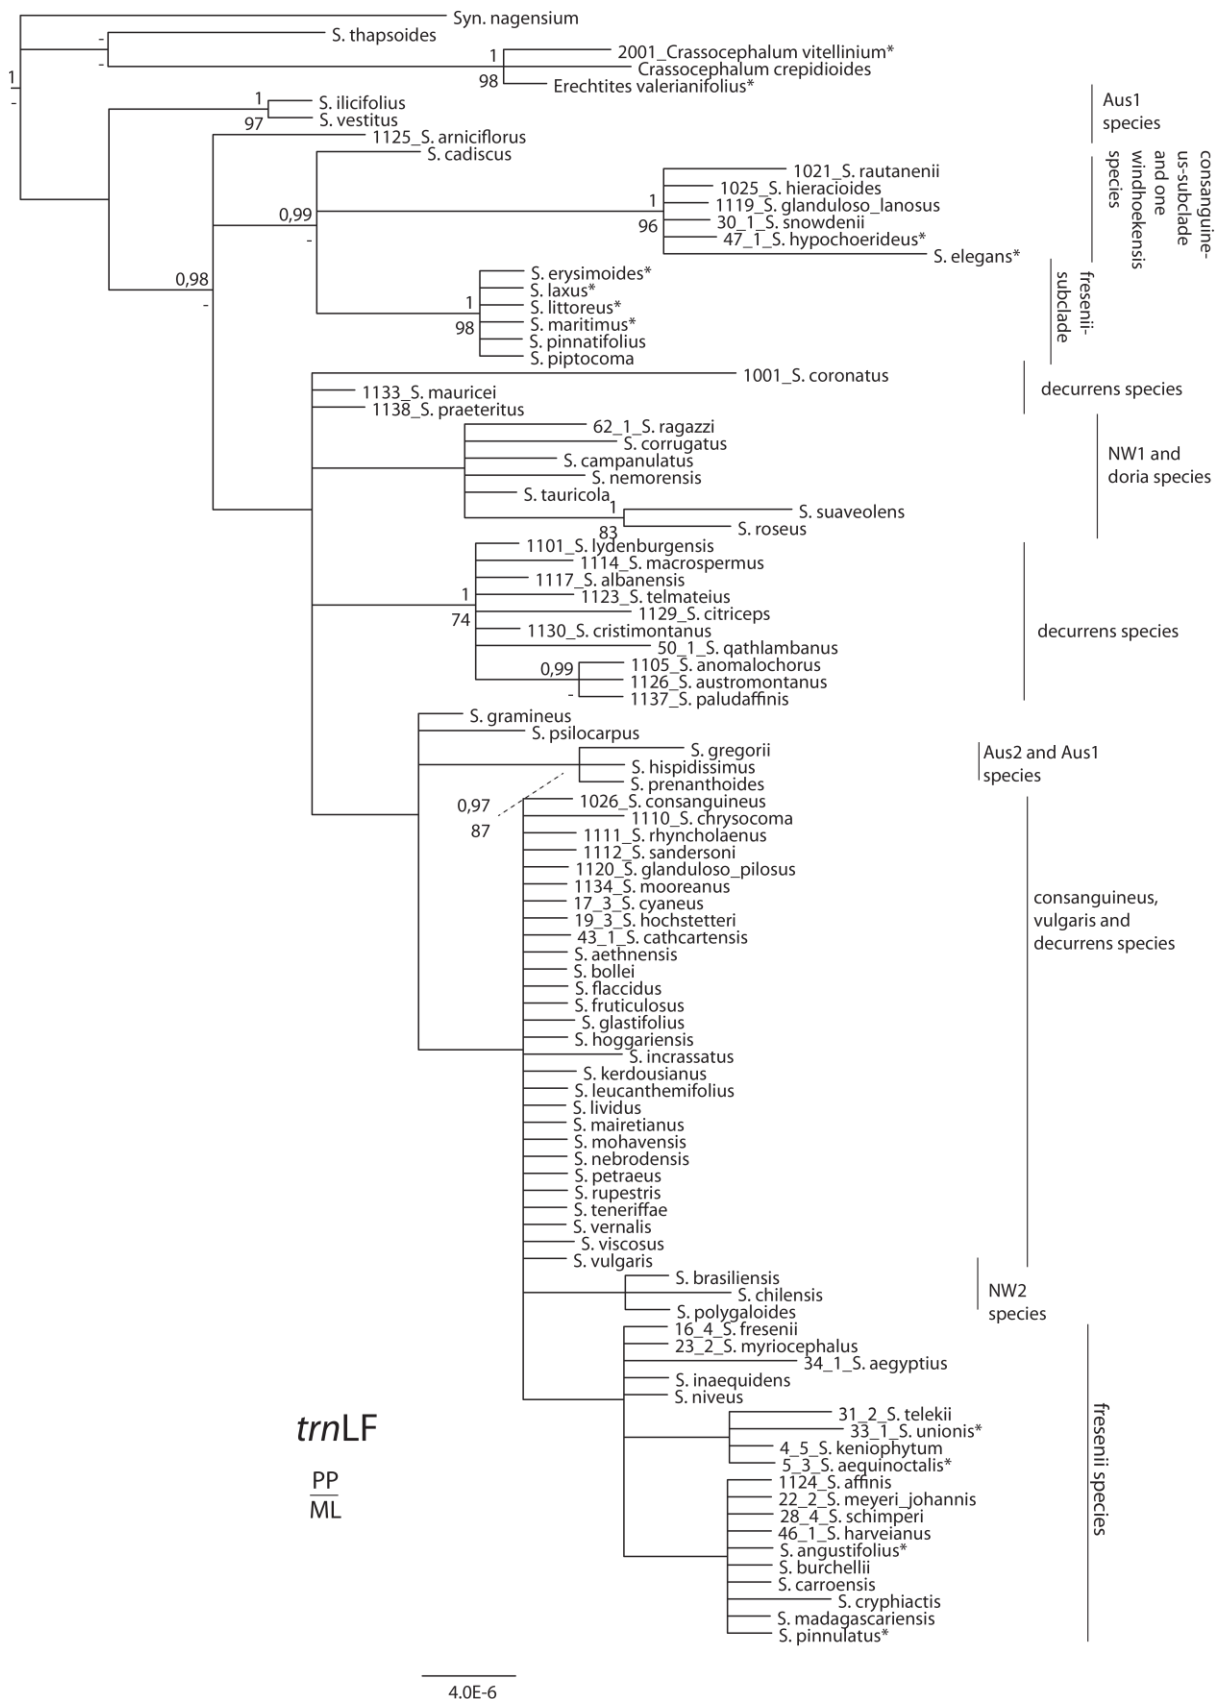 Syn. nagensium
S. thapsoides
-
-
1
2001_Crassocephalum vitellinium*
Crassocephalum crepidioides
98
Erechtites valerianifolius*
1
-
1
S. ilicifolius
97
S. vestitus
Aus1
species
1125_S. arniciflorus
S. cadiscus
1021_S. rautanenii
1025_S. hieracioides
1
1119_S. glanduloso_lanosus
96
30_1_S. snowdenii
47_1_S. hypochoerideus*
S. elegans*
0,99
-
consanguine-
us-subclade
and one
windhoekensis
species
0,98
-
S. erysimoides*
S. laxus*
1
S. littoreus*
98
S. maritimus*
S. pinnatifolius
S. piptocoma
fresenii-
subclade
1001_S. coronatus
1133_S. mauricei
1138_S. praeteritus
decurrens species
62_1_S. ragazzi
S. corrugatus
S. campanulatus
S. nemorensis
S. tauricola
1
S. suaveolens
83
S. roseus
NW1 and
doria species
1101_S. lydenburgensis
1114_S. macrospermus
1117_S. albanensis
1
1123_S. telmateius
74
1129_S. citriceps
1130_S. cristimontanus
50_1_S. qathlambanus
0,99
1105_S. anomalochorus
1126_S. austromontanus
-
1137_S. paludaffinis
decurrens species
S. gramineus
S. psilocarpus
S. gregorii
S. hispidissimus
S. prenanthoides
Aus2 and Aus1
species
0,97
87
1026_S. consanguineus
1110_S. chrysocoma
1111_S. rhyncholaenus
1112_S. sandersoni
1120_S. glanduloso_pilosus
1134_S. mooreanus
17_3_S. cyaneus
19_3_S. hochstetteri
43_1_S. cathcartensis
S. aethnensis
S. bollei
S. flaccidus
S. fruticulosus
S. glastifolius
S. hoggariensis
S. incrassatus
S. kerdousianus
S. leucanthemifolius
S. lividus
S. mairetianus
S. mohavensis
S. nebrodensis
S. petraeus
S. rupestris
S. teneriffae
S. vernalis
S. viscosus
S. vulgaris
consanguineus,
vulgaris and
decurrens species
S. brasiliensis
S. chilensis
S. polygaloides
NW2
species
16_4_S. fresenii
23_2_S. myriocephalus
34_1_S. aegyptius
S. inaequidens
S. niveus
31_2_S. telekii
33_1_S. unionis*
4_5_S. keniophytum
5_3_S. aequinoctalis*
1124_S. affinis
22_2_S. meyeri_johannis
28_4_S. schimperi
46_1_S. harveianus
S. angustifolius*
S. burchellii
S. carroensis
S. cryphiactis
S. madagascariensis
S. pinnulatus*
fresenii species
trnLF
PP
ML
4.0E-6